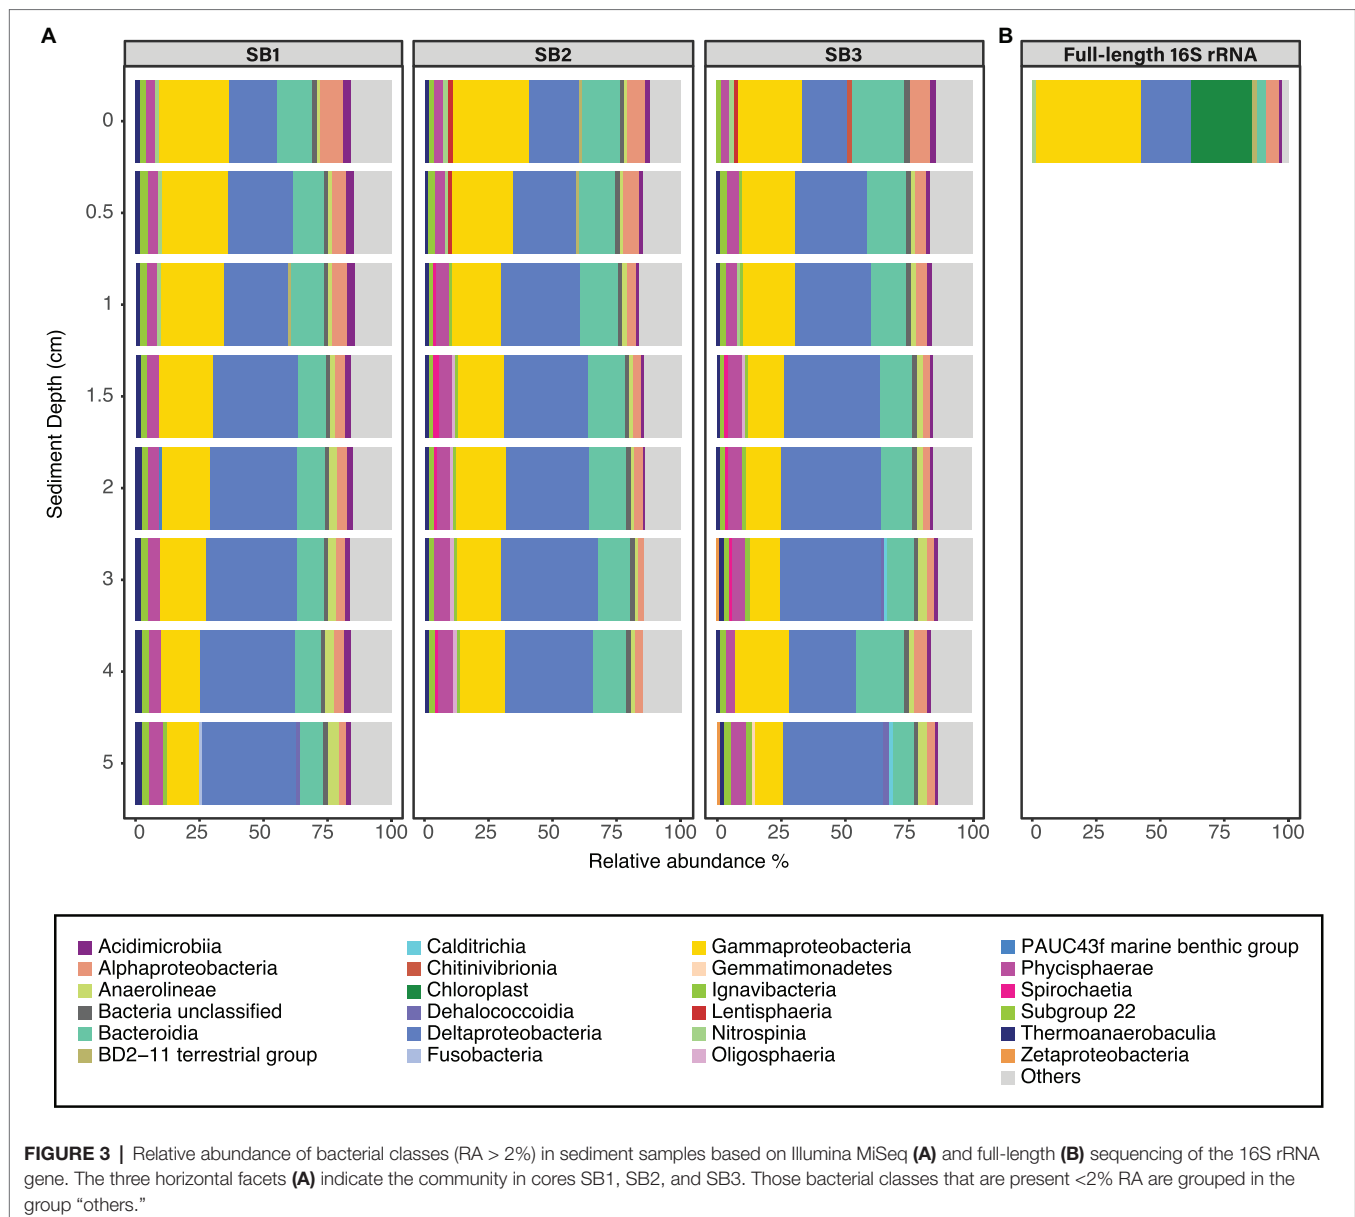 A
B
SB1
SB2
SB3
Full-length 16S rRNA
Sediment Depth (cm)
0
0.5
1
1.5
2
3
4
5
0 25 50 75 100
0 25 50 75 100
0 25 50 75 100
0 25 50 75 100
Relative abundance %
Acidimicrobiia
Alphaproteobacteria
Anaerolineae
Bacteria unclassified
Bacteroidia
BD2−11 terrestrial group
Calditrichia
Chitinivibrionia
Chloroplast
Dehalococcoidia
Deltaproteobacteria
Fusobacteria
Gammaproteobacteria
Gemmatimonadetes
Ignavibacteria
Lentisphaeria
Nitrospinia
Oligosphaeria
PAUC43f marine benthic group
Phycisphaerae
Spirochaetia
Subgroup 22
Thermoanaerobaculia
Zetaproteobacteria
Others
FIGURE 3 | Relative abundance of bacterial classes (RA > 2%) in sediment samples based on Illumina MiSeq (A) and full-length (B) sequencing of the 16S rRNA
gene. The three horizontal facets (A) indicate the community in cores SB1, SB2, and SB3. Those bacterial classes that are present <2% RA are grouped in the
group “others.”